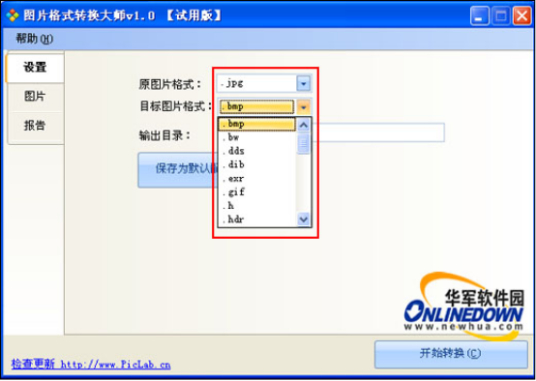 图片格式转换大师v1.0 【试用版】
帮助(H)
设置
图片
报告
原图片格式： .jpg
目标图片格式： .bmp
.bmp
.bw
.dds
.dib
.exr
.gif
.h
.hdr
输出目录：
保存为默认
华军软件园
ONLINEDOWN
www.newhua.com
检查更新 http://www.PicLab.cn
开始转换(C)